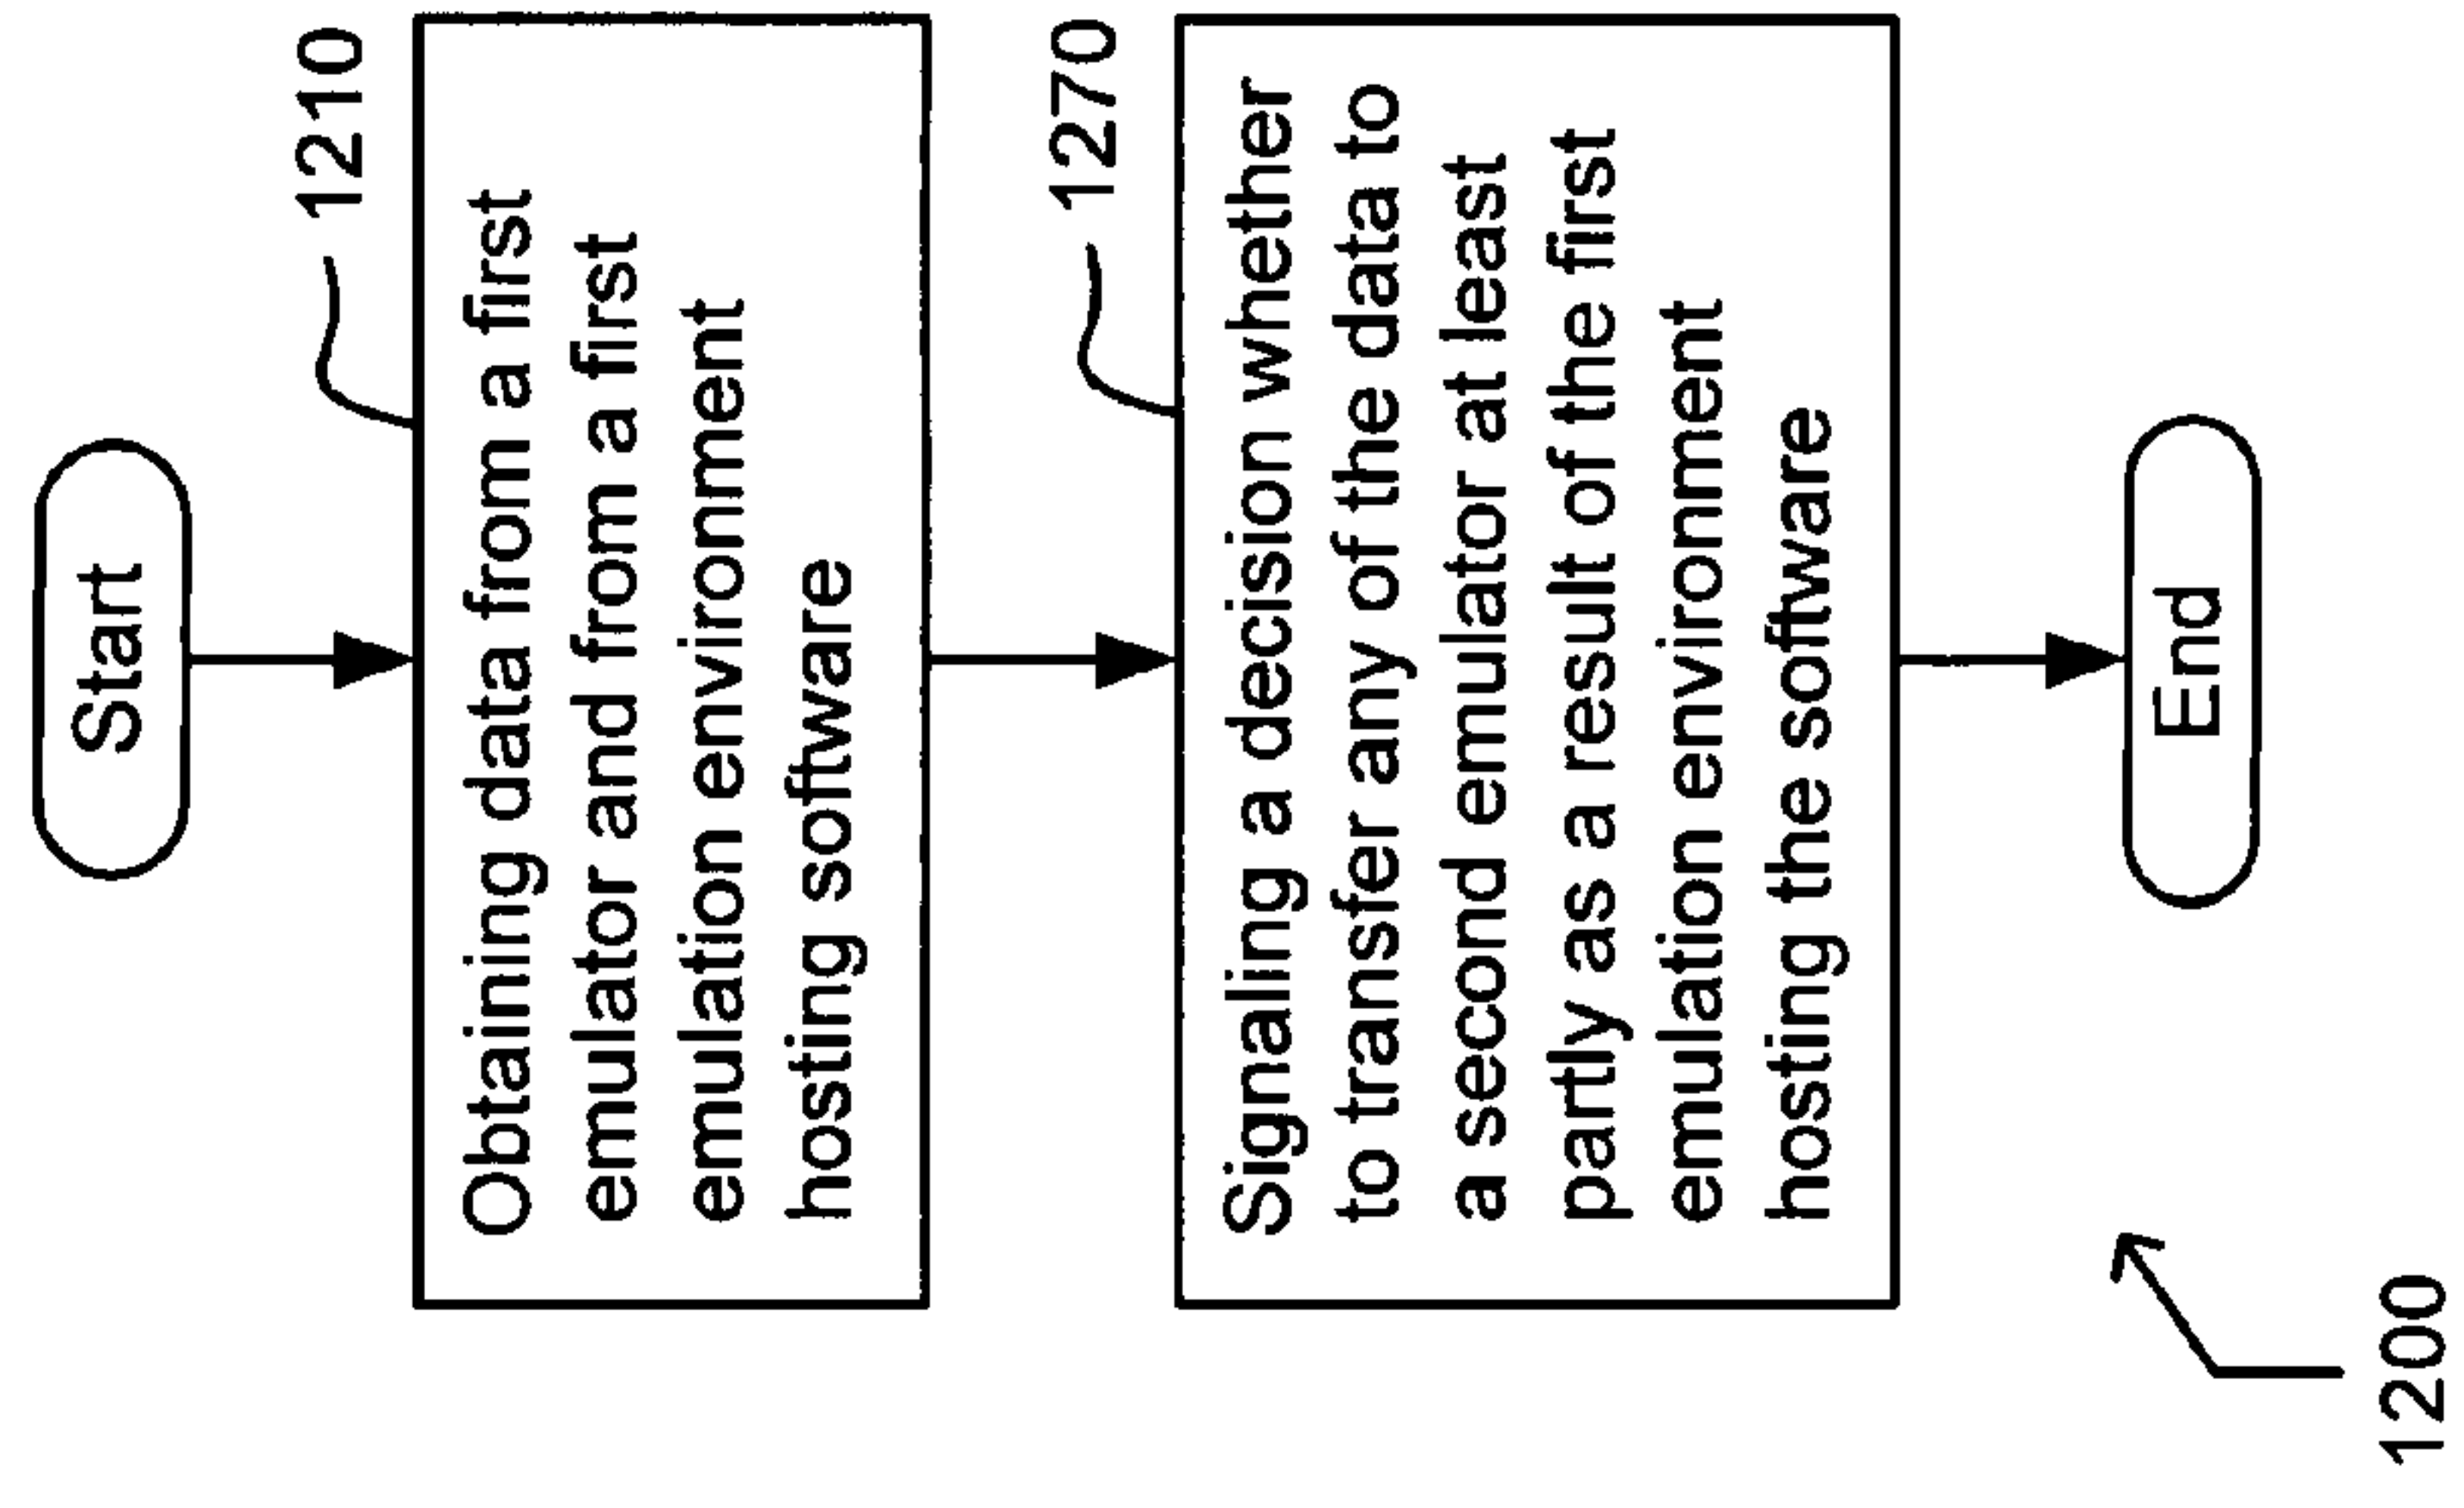 Start
1210
Obtaining data from a first
emulator and from a first
emulation environment
hosting software
1270
Signaling a decision whether
to transfer any of the data to
a second emulator at least
partly as a result of the first
emulation environment
hosting the software
End
1200